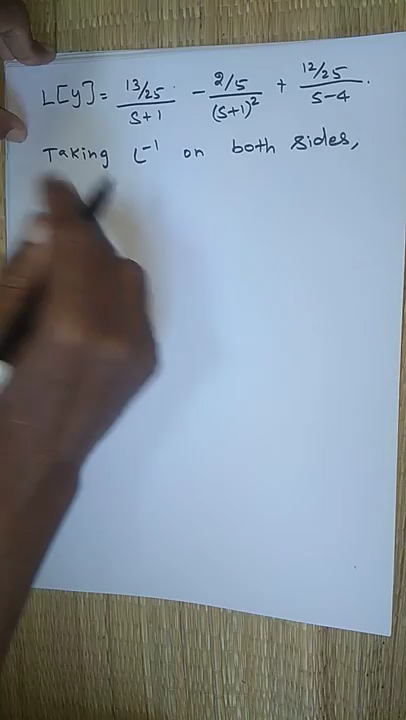 L[y] = 13/25 / s+1 - 2/5 / (s+1)² + 12/25 / s-4.
Taking L⁻¹ on both sides,